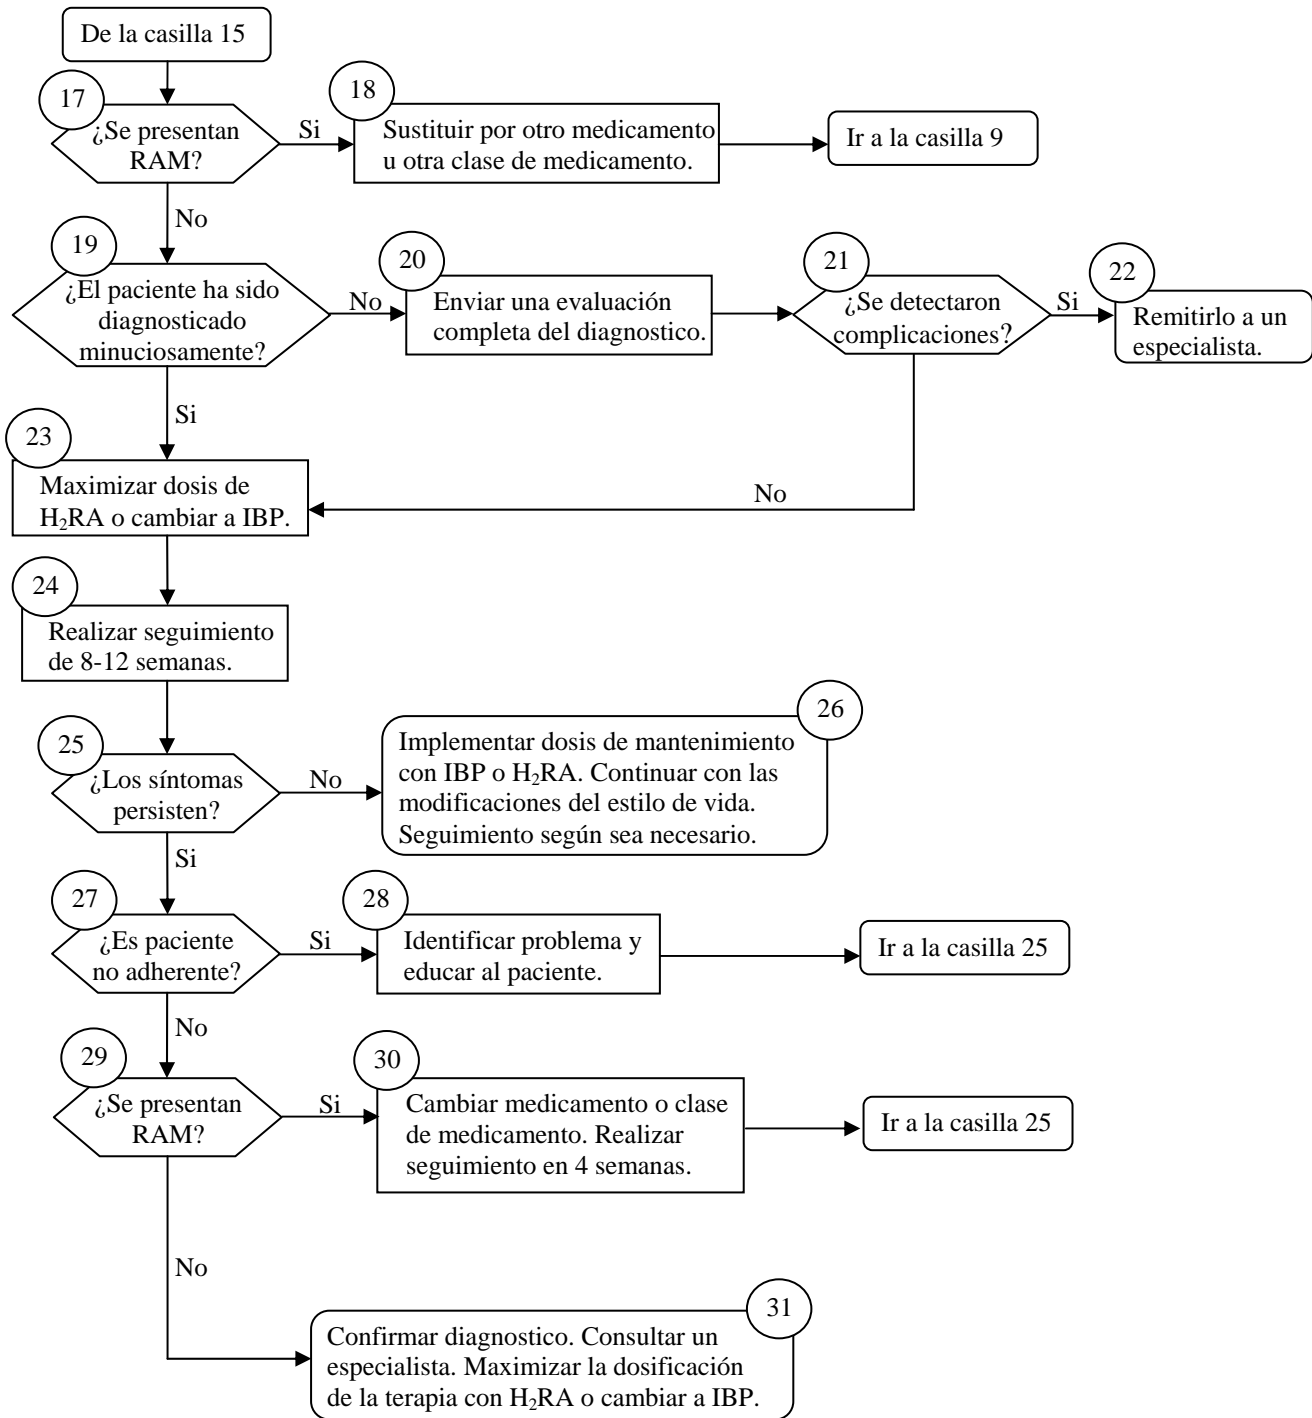 De la casilla 15
17
¿Se presentan
RAM?
Si
18
Sustituir por otro medicamento
u otra clase de medicamento.
Ir a la casilla 9
No
19
¿El paciente ha sido
diagnosticado
minuciosamente?
No
20
Enviar una evaluación
completa del diagnostico.
21
¿Se detectaron
complicaciones?
Si
22
Remitirlo a un
especialista.
Si
No
23
Maximizar dosis de
H₂RA o cambiar a IBP.
24
Realizar seguimiento
de 8-12 semanas.
25
¿Los síntomas
persisten?
No
26
Implementar dosis de mantenimiento
con IBP o H₂RA. Continuar con las
modificaciones del estilo de vida.
Seguimiento según sea necesario.
Si
27
¿Es paciente
no adherente?
Si
28
Identificar problema y
educar al paciente.
Ir a la casilla 25
No
29
¿Se presentan
RAM?
Si
30
Cambiar medicamento o clase
de medicamento. Realizar
seguimiento en 4 semanas.
Ir a la casilla 25
No
31
Confirmar diagnostico. Consultar un
especialista. Maximizar la dosificación
de la terapia con H₂RA o cambiar a IBP.